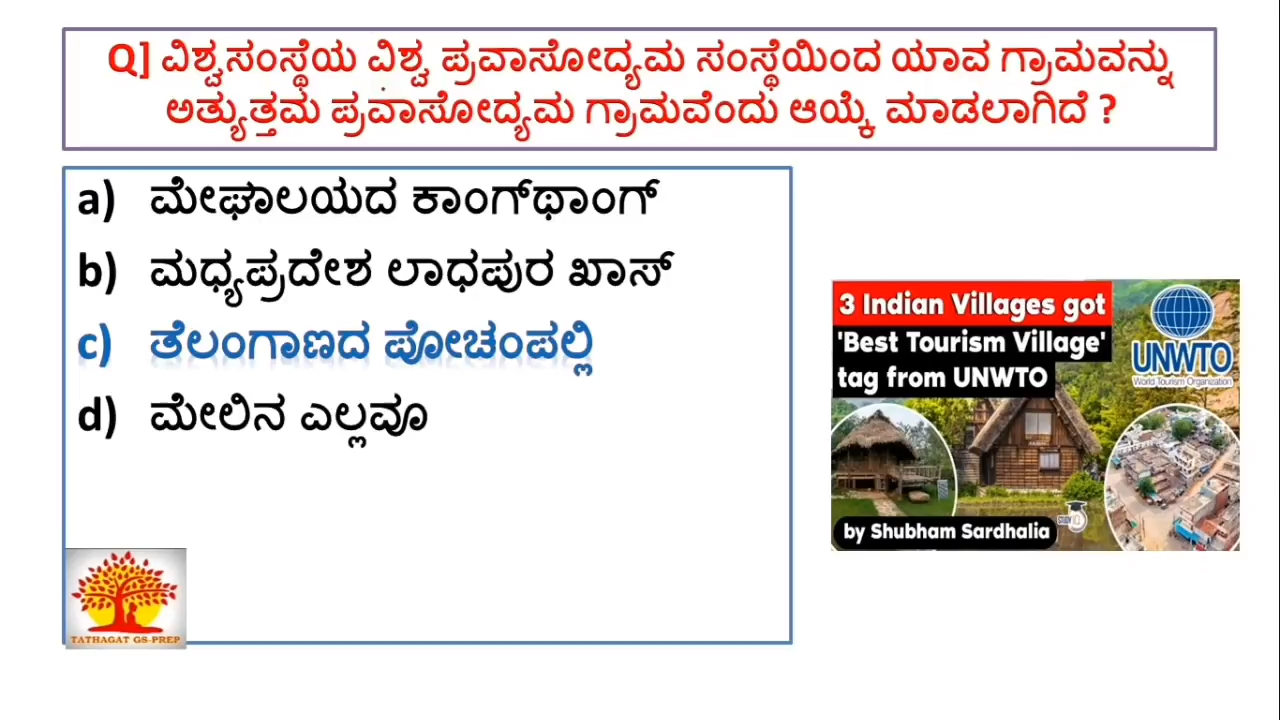 Q] ವಿಶ್ವಸಂಸ್ಥೆಯ ವಿಶ್ವ ಪ್ರವಾಸೋದ್ಯಮ ಸಂಸ್ಥೆಯಿಂದ ಯಾವ ಗ್ರಾಮವನ್ನು
ಅತ್ಯುತ್ತಮ ಪ್ರವಾಸೋದ್ಯಮ ಗ್ರಾಮವೆಂದು ಆಯ್ಕೆ ಮಾಡಲಾಗಿದೆ ?
a) ಮೇಘಾಲಯದ ಕಾಂಗ್‌ಥಾಂಗ್
b) ಮಧ್ಯಪ್ರದೇಶ ಲಾಧಪುರ ಖಾಸ್
c) ತೆಲಂಗಾಣದ ಪೋಚಂಪಲ್ಲಿ
d) ಮೇಲಿನ ಎಲ್ಲವೂ
3 Indian Villages got
'Best Tourism Village'
tag from UNWTO
UNWTO
World Tourism Organization
STUDY IQ
by Shubham Sardhalia
TATHAGAT GS-PREP